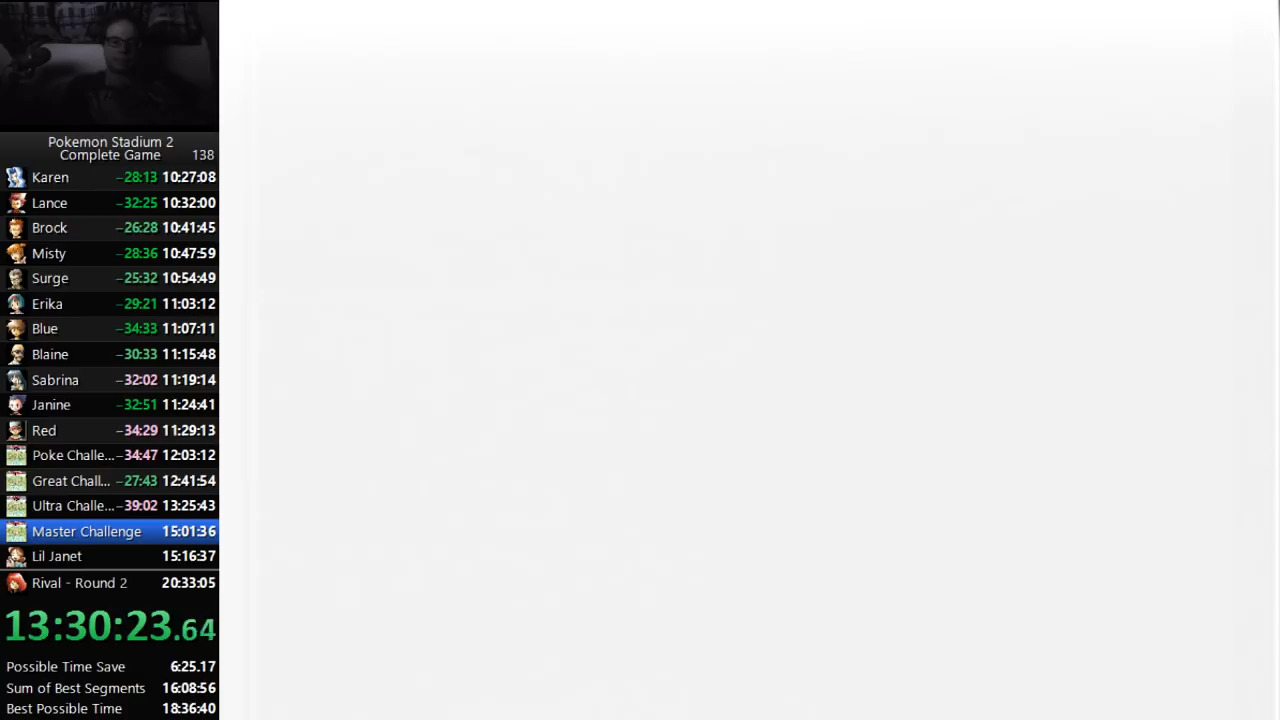 Pokemon Stadium 2
Complete Game 138
Karen -28:13 10:27:08
Lance -32:25 10:32:00
Brock -26:28 10:41:45
Misty -28:36 10:47:59
Surge -25:32 10:54:49
Erika -29:21 11:03:12
Blue -34:33 11:07:11
Blaine -30:33 11:15:48
Sabrina -32:02 11:19:14
Janine -32:51 11:24:41
Red -34:29 11:29:13
Poke Challe... -34:47 12:03:12
Great Chall... -27:43 12:41:54
Ultra Challe... -39:02 13:25:43
Master Challenge 15:01:36
Lil Janet 15:16:37
Rival - Round 2 20:33:05
13:30:23.64
Possible Time Save 6:25.17
Sum of Best Segments 16:08:56
Best Possible Time 18:36:40